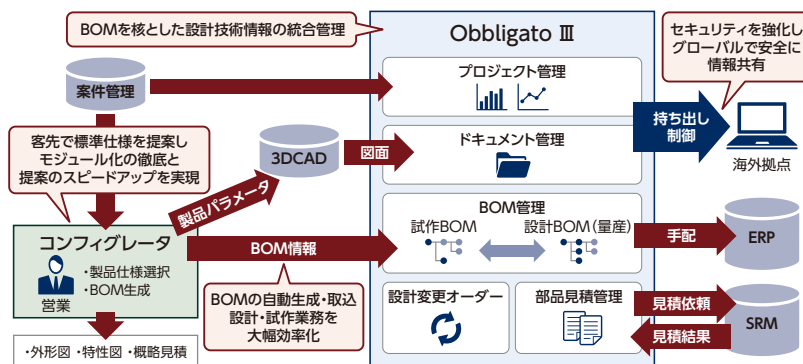 BOMを核とした設計技術情報の統合管理
Obbligato Ⅲ
セキュリティを強化し
グローバルで安全に
情報共有
案件管理
プロジェクト管理
持ち出し
制御
海外拠点
客先で標準仕様を提案し
モジュール化の徹底と
提案のスピードアップを実現
3DCAD
図面
ドキュメント管理
製品パラメータ
コンフィグレータ
・製品仕様選択
・BOM生成
営業
BOM情報
BOM管理
試作BOM
設計BOM（量産）
手配
ERP
BOMの自動生成・取込
設計・試作業務を
大幅効率化
設計変更オーダー
部品見積管理
見積依頼
見積結果
SRM
・外形図 ・特性図 ・概略見積